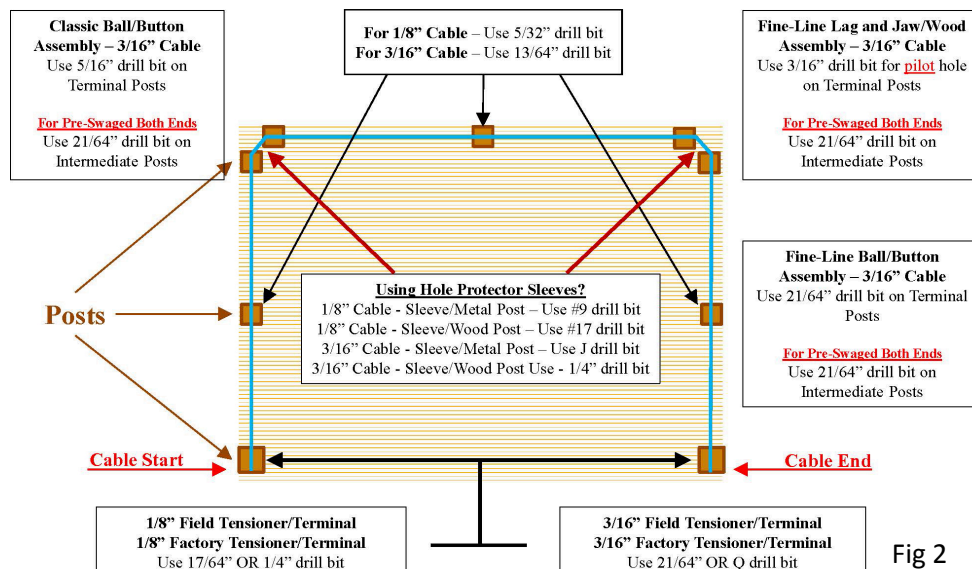 Classic Ball/Button
Assembly – 3/16” Cable
Use 5/16” drill bit on
Terminal Posts
For Pre-Swaged Both Ends
Use 21/64” drill bit on
Intermediate Posts
For 1/8” Cable – Use 5/32” drill bit
For 3/16” Cable – Use 13/64” drill bit
Fine-Line Lag and Jaw/Wood
Assembly – 3/16” Cable
Use 3/16” drill bit for pilot hole
on Terminal Posts
For Pre-Swaged Both Ends
Use 21/64” drill bit on
Intermediate Posts
Posts
Using Hole Protector Sleeves?
1/8” Cable - Sleeve/Metal Post – Use #9 drill bit
1/8” Cable - Sleeve/Wood Post – Use #17 drill bit
3/16” Cable - Sleeve/Metal Post – Use J drill bit
3/16” Cable - Sleeve/Wood Post Use - 1/4” drill bit
Fine-Line Ball/Button
Assembly – 3/16” Cable
Use 21/64” drill bit on Terminal
Posts
For Pre-Swaged Both Ends
Use 21/64” drill bit on
Intermediate Posts
Cable Start
Cable End
1/8” Field Tensioner/Terminal
1/8” Factory Tensioner/Terminal
Use 17/64” OR 1/4” drill bit
3/16” Field Tensioner/Terminal
3/16” Factory Tensioner/Terminal
Use 21/64” OR Q drill bit
Fig 2